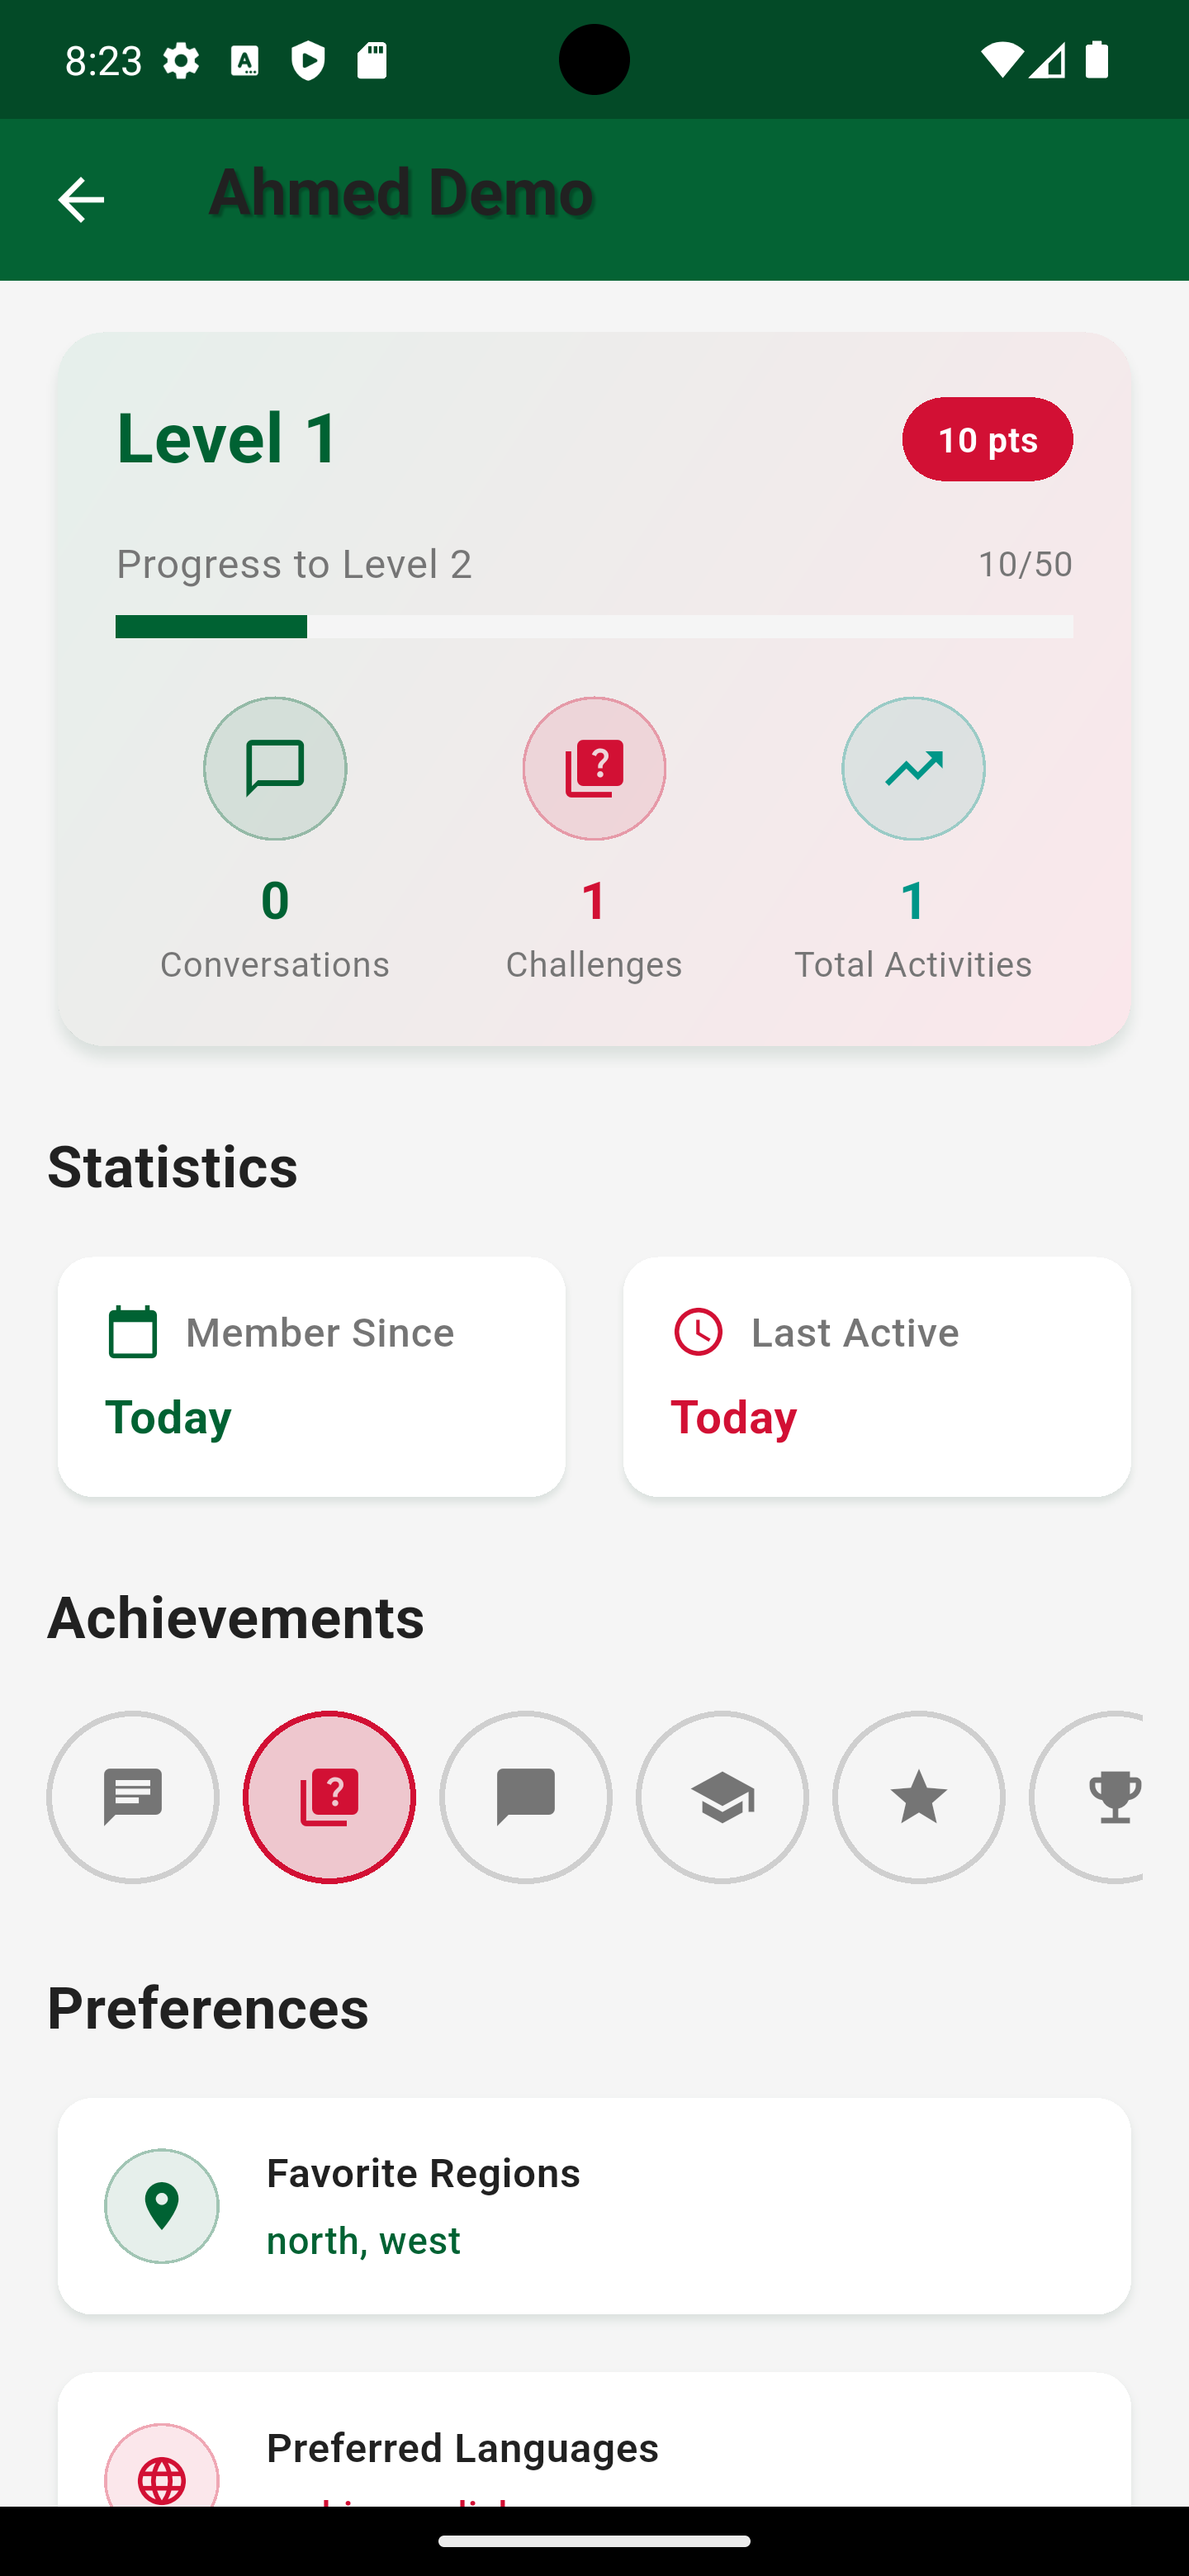 8:23
Ahmed Demo
Level 1
10 pts
Progress to Level 2
10/50
0
1
1
Conversations
Challenges
Total Activities
Statistics
Member Since
Today
Last Active
Today
Achievements
Preferences
Favorite Regions
north, west
Preferred Languages